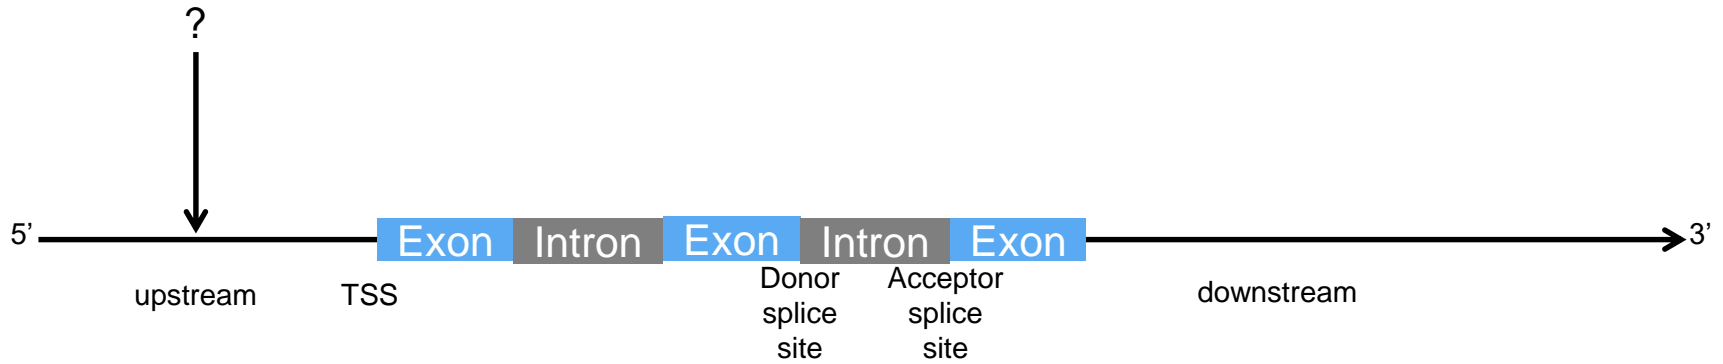 ?
5’
Exon
Intron
Exon
Intron
Exon
3’
upstream
TSS
Donor
splice
site
Acceptor
splice
site
downstream